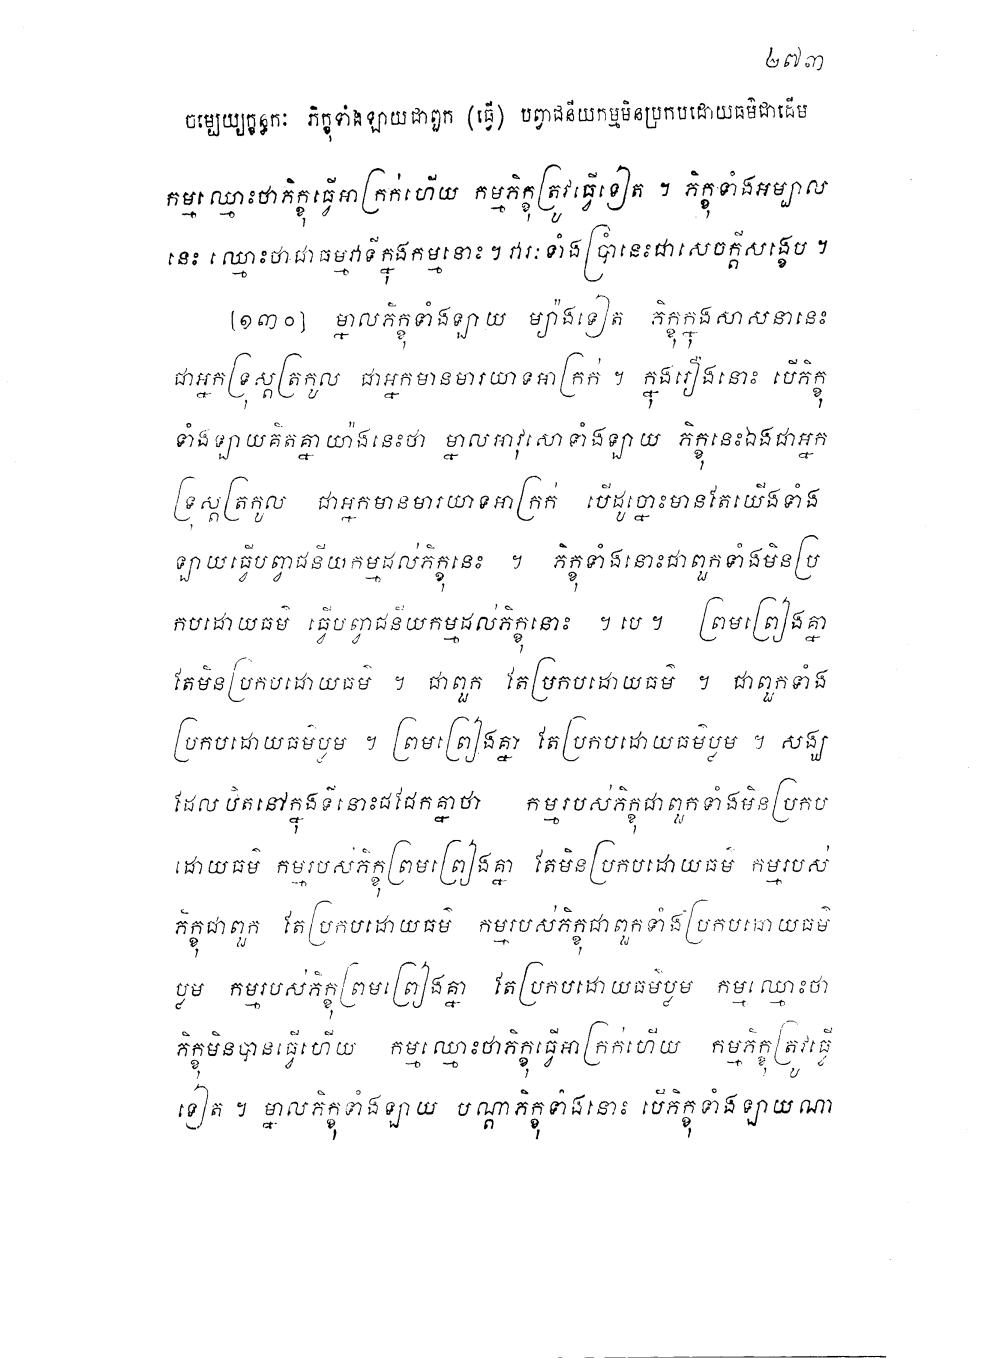 ២៧៣
ចម្បេយ្យក្ខន្ធកៈ ភិក្ខុទាំងឡាយជាពួក (ធ្វើ) បព្វាជនីយកម្មមិនប្រកបដោយធម៌ជាដើម
កម្មឈ្មោះថាភិក្ខុធ្វើអាក្រក់ហើយ កម្មភិក្ខុត្រូវធ្វើទៀត ។ ភិក្ខុទាំងអម្បាល
នេះ ឈ្មោះថាជាធម្មវាទីក្នុងកម្មនោះ ។ វារៈទាំងប្រាំនេះជាសេចក្តីសង្ខេប ។
[១៣០] ម្នាលភិក្ខុទាំងឡាយ ម្យ៉ាងទៀត ភិក្ខុក្នុងសាសនានេះ
ជាអ្នកទ្រុស្តត្រកូល ជាអ្នកមានមារយាទអាក្រក់ ។ ក្នុងរឿងនោះ បើភិក្ខុ
ទាំងឡាយគិតគ្នាយ៉ាងនេះថា ម្នាលអាវុសោទាំងឡាយ ភិក្ខុនេះឯងជាអ្នក
ទ្រុស្តត្រកូល ជាអ្នកមានមារយាទអាក្រក់ បើដូច្នោះមានតែយើងទាំង
ឡាយធ្វើបព្វាជនីយកម្មដល់ភិក្ខុនេះ ។ ភិក្ខុទាំងនោះជាពួកទាំងមិនប្រ
កបដោយធម៌ ធ្វើបព្វាជនីយកម្មដល់ភិក្ខុនោះ ។ បេ ។ ព្រមព្រៀងគ្នា
តែមិនប្រកបដោយធម៌ ។ ជាពួក តែប្រកបដោយធម៌ ។ ជាពួកទាំង
ប្រកបដោយធម៌ប្លម ។ ព្រមព្រៀងគ្នា តែប្រកបដោយធម៌ប្លម ។ សង្ឃ
ដែលឋិតនៅក្នុងទីនោះជជែកគ្នាថា កម្មរបស់ភិក្ខុជាពួកទាំងមិនប្រកប
ដោយធម៌ កម្មរបស់ភិក្ខុព្រមព្រៀងគ្នា តែមិនប្រកបដោយធម៌ កម្មរបស់
ភិក្ខុជាពួក តែប្រកបដោយធម៌ កម្មរបស់ភិក្ខុជាពួកទាំងប្រកបដោយធម៌
ប្លម កម្មរបស់ភិក្ខុព្រមព្រៀងគ្នា តែប្រកបដោយធម៌ប្លម កម្មឈ្មោះថា
ភិក្ខុមិនបានធ្វើហើយ កម្មឈ្មោះថាភិក្ខុធ្វើអាក្រក់ហើយ កម្មភិក្ខុត្រូវធ្វើ
ទៀត ។ ម្នាលភិក្ខុទាំងឡាយ បណ្តាភិក្ខុទាំងនោះ បើភិក្ខុទាំងឡាយណា